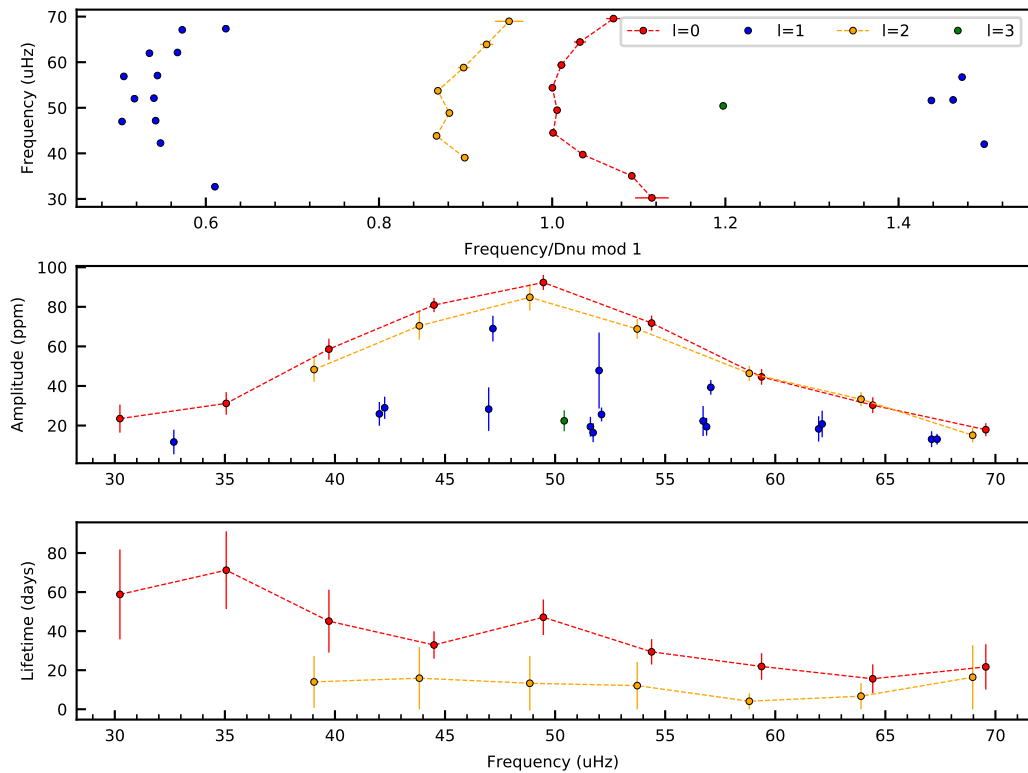 70
60
50
40
30
Frequency (uHz)
l=0 l=1 l=2 l=3
0.6 0.8 1.0 1.2 1.4
Frequency/Dnu mod 1
100
80
60
40
20
Amplitude (ppm)
30 35 40 45 50 55 60 65 70
80
60
40
20
0
Lifetime (days)
30 35 40 45 50 55 60 65 70
Frequency (uHz)